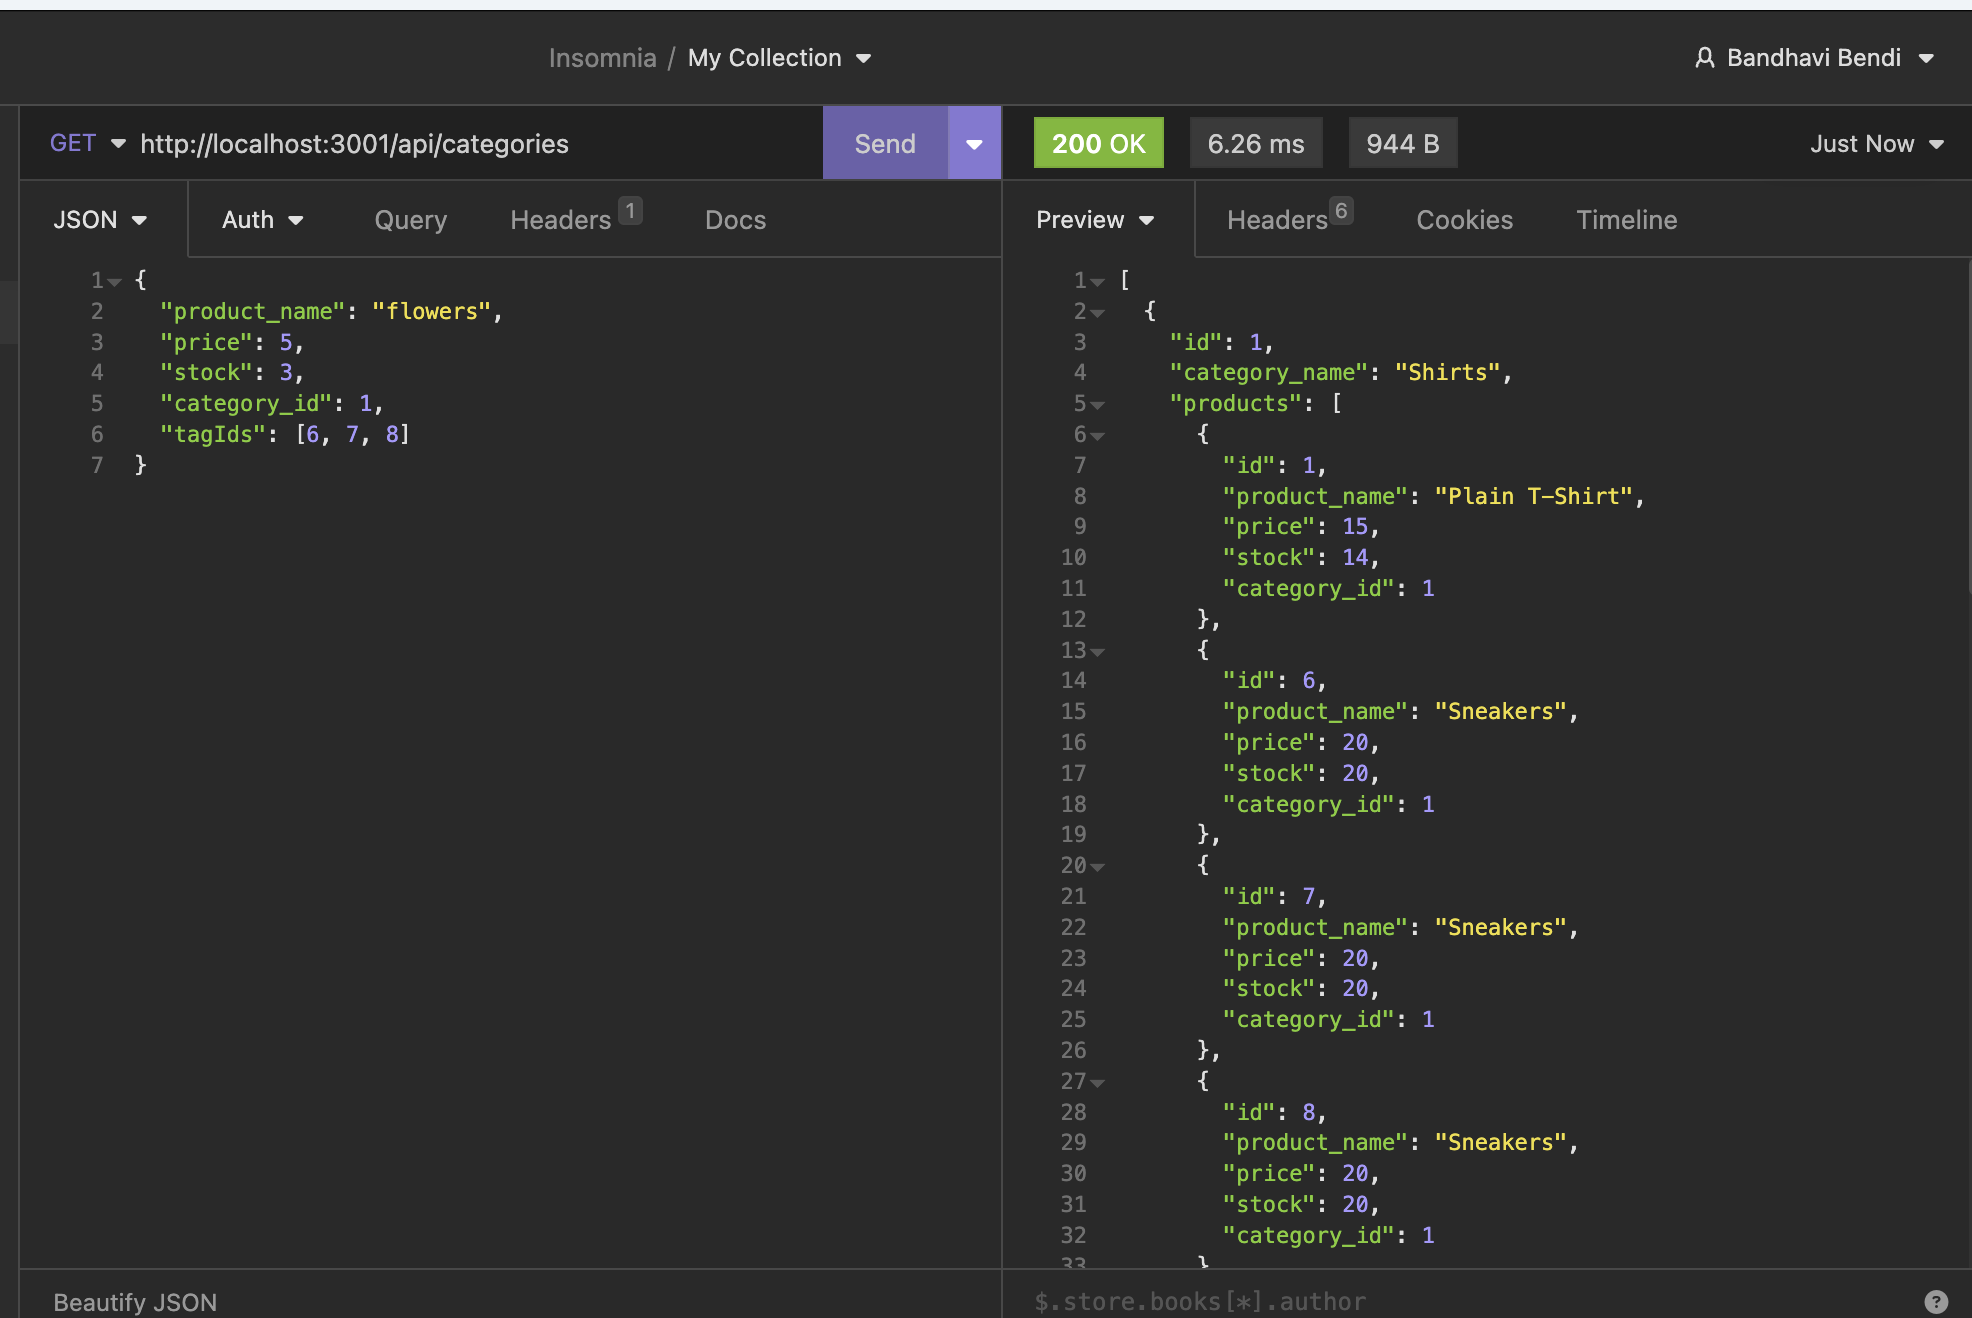 Insomnia / My Collection
Bandhavi Bendi
GET http://localhost:3001/api/categories Send
200 OK 6.26 ms 944 B Just Now
JSON Auth Query Headers 1 Docs
1 {
2 "product_name": "flowers",
3 "price": 5,
4 "stock": 3,
5 "category_id": 1,
6 "tagIds": [6, 7, 8]
7 }
Beautify JSON
Preview Headers 6 Cookies Timeline
1 [
2 {
3 "id": 1,
4 "category_name": "Shirts",
5 "products": [
6 {
7 "id": 1,
8 "product_name": "Plain T-Shirt",
9 "price": 15,
10 "stock": 14,
11 "category_id": 1
12 },
13 {
14 "id": 6,
15 "product_name": "Sneakers",
16 "price": 20,
17 "stock": 20,
18 "category_id": 1
19 },
20 {
21 "id": 7,
22 "product_name": "Sneakers",
23 "price": 20,
24 "stock": 20,
25 "category_id": 1
26 },
27 {
28 "id": 8,
29 "product_name": "Sneakers",
30 "price": 20,
31 "stock": 20,
32 "category_id": 1
33 }
$.store.books[*].author ?